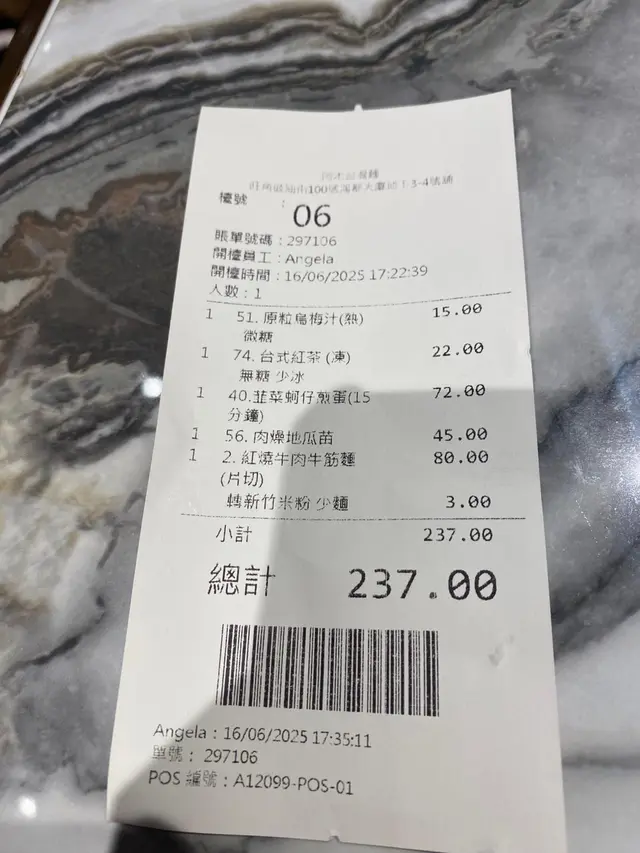 檯號 :
06
賬單號碼：297106
開檯員工：Angela
開檯時間：16/06/2025 17:22:39
人數：1
1 51. 原粒烏梅汁(熱) 15.00
微糖
1 74. 台式紅茶 (凍) 22.00
無糖 少冰
1 40.韮菜蚵仔煎蛋(15 72.00
分鐘)
1 56. 肉燥地瓜苗 45.00
1 2. 紅燒牛肉牛筋麵 80.00
(片切)
轉新竹米粉 少麵 3.00
小計 237.00
總計 237.00
Angela：16/06/2025 17:35:11
單號： 297106
POS 編號：A12099-POS-01